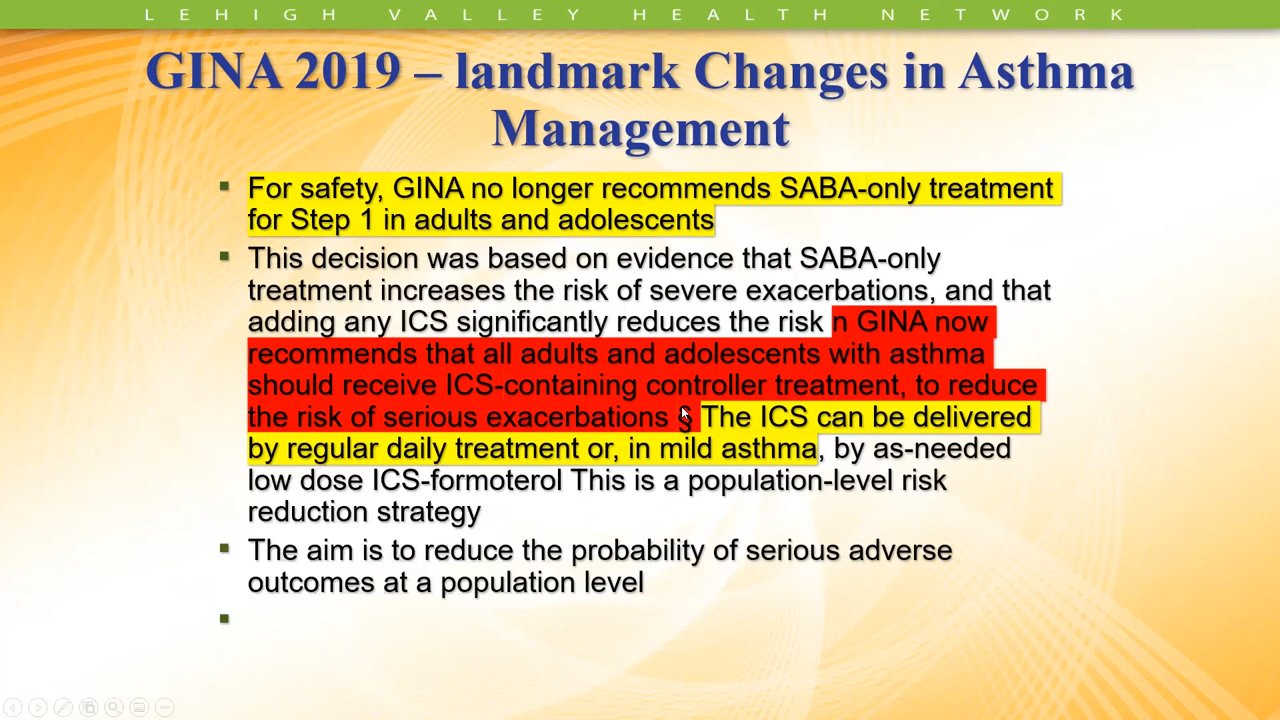 LEHIGH VALLEY HEALTH NETWORK
GINA 2019 – landmark Changes in Asthma
Management
▪ For safety, GINA no longer recommends SABA-only treatment
for Step 1 in adults and adolescents
▪ This decision was based on evidence that SABA-only
treatment increases the risk of severe exacerbations, and that
adding any ICS significantly reduces the risk n GINA now
recommends that all adults and adolescents with asthma
should receive ICS-containing controller treatment, to reduce
the risk of serious exacerbations § The ICS can be delivered
by regular daily treatment or, in mild asthma, by as-needed
low dose ICS-formoterol This is a population-level risk
reduction strategy
▪ The aim is to reduce the probability of serious adverse
outcomes at a population level
▪